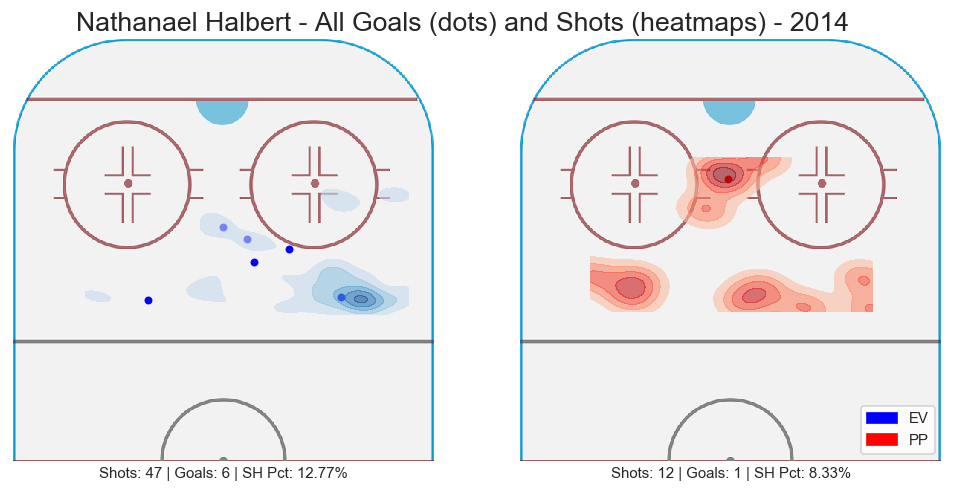 Nathanael Halbert - All Goals (dots) and Shots (heatmaps) - 2014
EV
PP
Shots: 47 | Goals: 6 | SH Pct: 12.77%
Shots: 12 | Goals: 1 | SH Pct: 8.33%